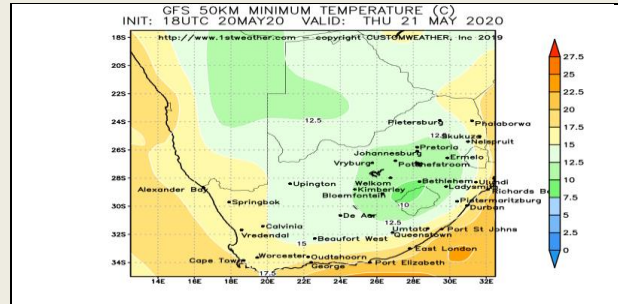 GFS 50KM MINIMUM TEMPERATURE (C)
INIT: 18UTC 20MAY20 VALID: THU 21 MAY 2020
http://www.1stweather.com — copyright CUSTOMWEATHER, Inc 2019
18S
20S
22S
24S
26S
28S
30S
32S
34S
12.5
Pietersburg
Phalaborwa
12.5
Skukuza
Nelspruit
Pretoria
Johannesburg
Ermelo
Vryburg
Potchefstroom
Welkom
Bethlehem
Ulundi
Alexander Bay
Upington
Kimberley
Ladysmith
Richards B
Bloemfontein
10
Springbok
Pietermaritzburg
Durban
De Aar
12.5
Calvinia
Umtata
Port St Johns
Vredendal
Queenstown
15
Beaufort West
East London
Cape Town
Worcester
Oudtshoorn
George
Port Elizabeth
17.5
14E
16E
18E
20E
22E
24E
26E
28E
30E
32E
27.5
25
22.5
20
17.5
15
12.5
10
7.5
5
2.5
0